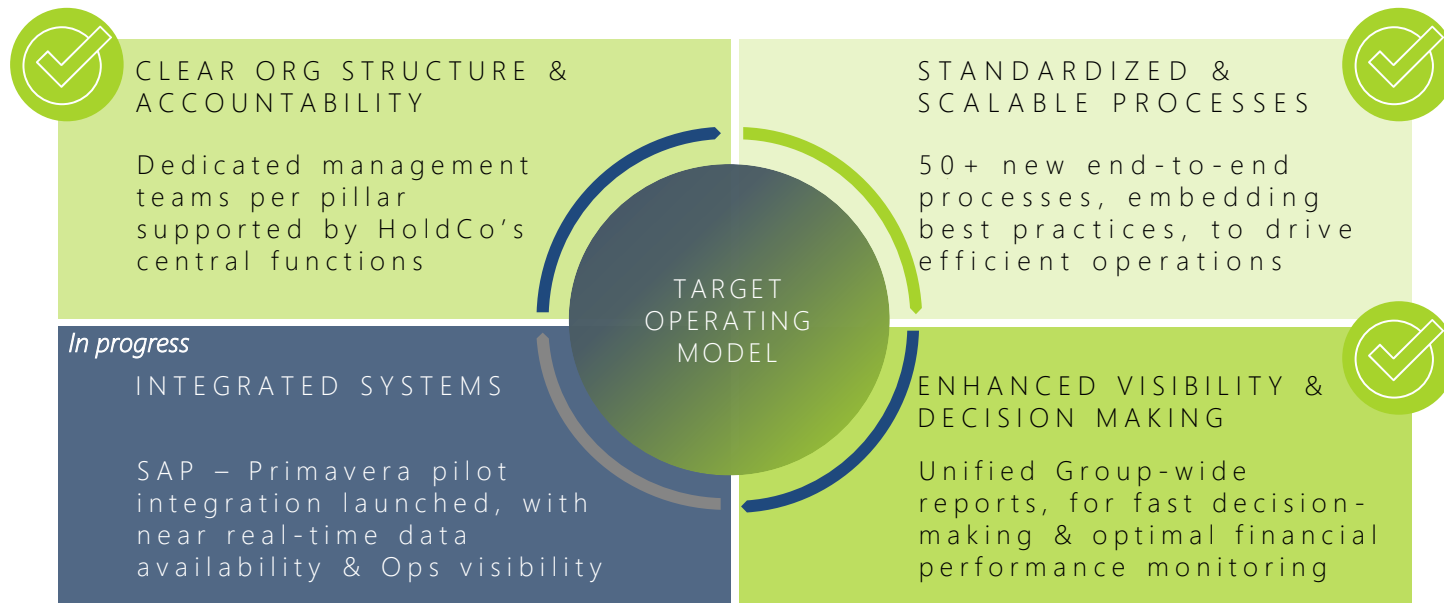 CLEAR ORG STRUCTURE &
ACCOUNTABILITY
Dedicated management
teams per pillar
supported by HoldCo's
central functions
STANDARDIZED &
SCALABLE PROCESSES
50+ new end-to-end
processes, embedding
best practices, to drive
efficient operations
TARGET
OPERATING
MODEL
In progress
INTEGRATED SYSTEMS
SAP – Primavera pilot
integration launched, with
near real-time data
availability & Ops visibility
ENHANCED VISIBILITY &
DECISION MAKING
Unified Group-wide
reports, for fast decision-
making & optimal financial
performance monitoring